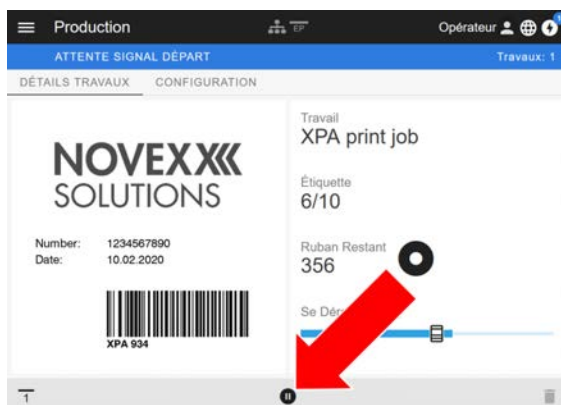 Production
EP
Opérateur
ATTENTE SIGNAL DÉPART
Travaux: 1
DÉTAILS TRAVAUX
CONFIGURATION
NOVEXX
SOLUTIONS
Number: 1234567890
Date: 10.02.2020
XPA 934
Travail
XPA print job
Étiquette
6/10
Ruban Restant
356
Se Dér
1